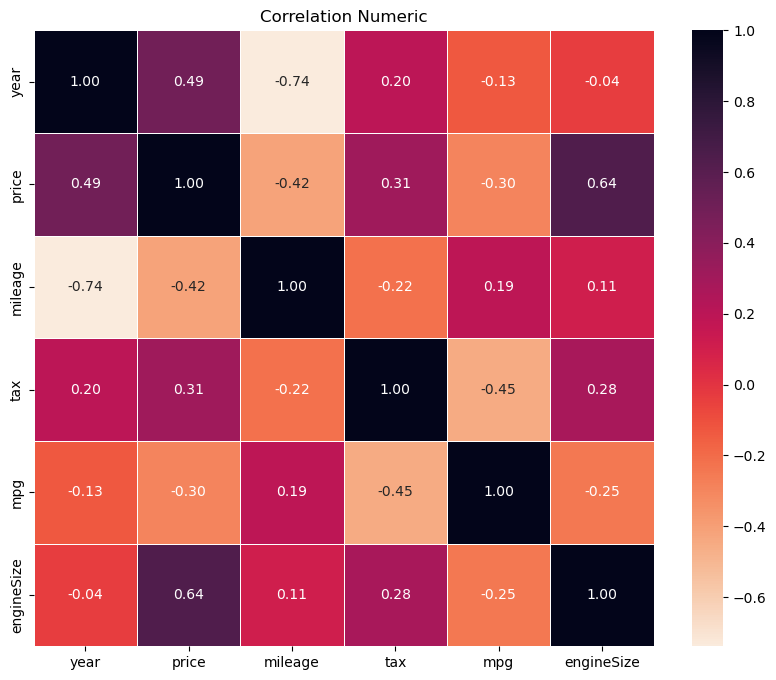 Correlation Numeric
year 1.00 0.49 -0.74 0.20 -0.13 -0.04
price 0.49 1.00 -0.42 0.31 -0.30 0.64
mileage -0.74 -0.42 1.00 -0.22 0.19 0.11
tax 0.20 0.31 -0.22 1.00 -0.45 0.28
mpg -0.13 -0.30 0.19 -0.45 1.00 -0.25
engineSize -0.04 0.64 0.11 0.28 -0.25 1.00
year price mileage tax mpg engineSize
1.0
0.8
0.6
0.4
0.2
0.0
−0.2
−0.4
−0.6